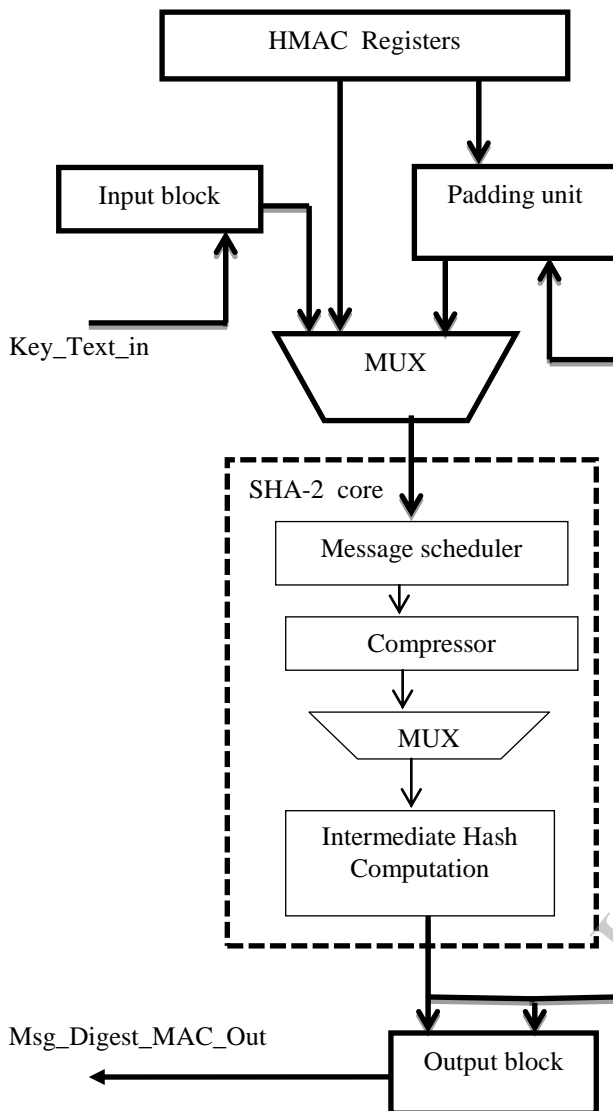 HMAC Registers
Input block
Padding unit
Key_Text_in
MUX
SHA-2 core
Message scheduler
Compressor
MUX
Intermediate Hash
Computation
Msg_Digest_MAC_Out
Output block